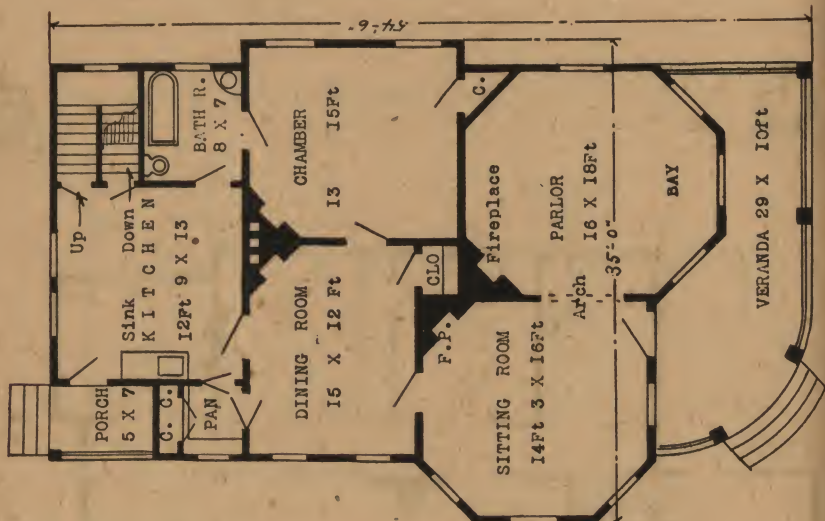 54'-6"
BATH R.
8 X 7
CHAMBER
13 15Ft
C.
Up
Down
Sink
KITCHEN
12Ft 9 X 13
Fireplace
PARLOR
16 X 18Ft
BAY
VERANDA 29 X 10ft
CLO
DINING ROOM
15 X 12 Ft
F.P.
Arch
35'-0"
PORCH
5 X 7
C. C.
PAN
SITTING ROOM
14Ft 3 X 16Ft